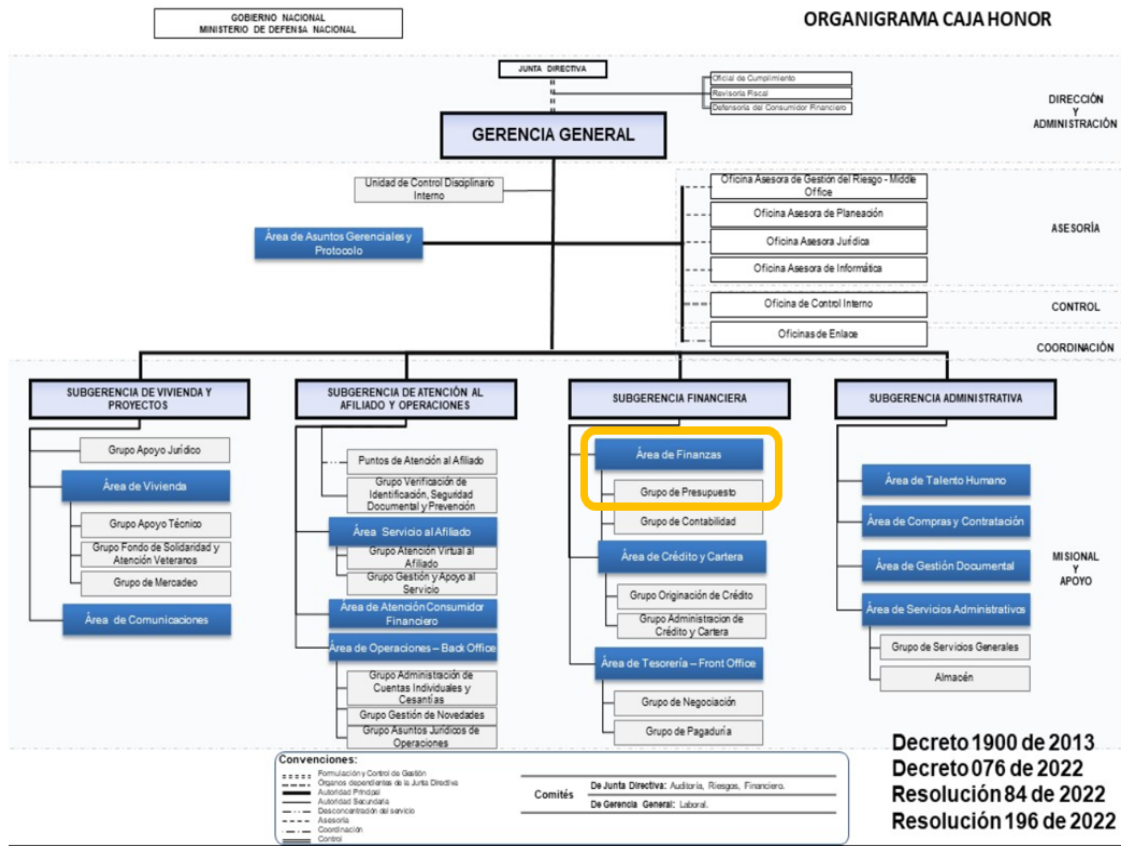 GOBIERNO NACIONAL
MINISTERIO DE DEFENSA NACIONAL
ORGANIGRAMA CAJA HONOR
JUNTA DIRECTIVA
Oficial de Cumplimiento
Revisoría Fiscal
Defensoría del Consumidor Financiero
DIRECCIÓN
Y
ADMINISTRACIÓN
GERENCIA GENERAL
Unidad de Control Disciplinario
Interno
Área de Asuntos Gerenciales y
Protocolo
Oficina Asesora de Gestión del Riesgo - Middle
Office
Oficina Asesora de Planeación
Oficina Asesora Jurídica
Oficina Asesora de Informática
ASESORÍA
Oficina de Control Interno
CONTROL
Oficinas de Enlace
COORDINACIÓN
SUBGERENCIA DE VIVIENDA Y
PROYECTOS
Grupo Apoyo Jurídico
Área de Vivienda
Grupo Apoyo Técnico
Grupo Fondo de Solidaridad y
Atención Veteranos
Grupo de Mercadeo
Área de Comunicaciones
SUBGERENCIA DE ATENCIÓN AL
AFILIADO Y OPERACIONES
Puntos de Atención al Afiliado
Grupo Verificación de
Identificación, Seguridad
Documental y Prevención
Área Servicio al Afiliado
Grupo Atención Virtual al
Afiliado
Grupo Gestión y Apoyo al
Servicio
Área de Atención Consumidor
Financiero
Área de Operaciones – Back Office
Grupo Administración de
Cuentas Individuales y
Cesantías
Grupo Gestión de Novedades
Grupo Asuntos Jurídicos de
Operaciones
SUBGERENCIA FINANCIERA
Área de Finanzas
Grupo de Presupuesto
Grupo de Contabilidad
Área de Crédito y Cartera
Grupo Originación de Crédito
Grupo Administracion de
Crédito y Cartera
Área de Tesorería – Front Office
Grupo de Negociación
Grupo de Pagaduría
SUBGERENCIA ADMINISTRATIVA
Área de Talento Humano
Área de Compras y Contratación
Área de Gestión Documental
Área de Servicios Administrativos
Grupo de Servicios Generales
Almacén
MISIONAL
Y
APOYO
Convenciones:
Formulación y Control de Gestión
Órganos dependientes de la Junta Directiva
Autoridad Principal
Autoridad Secundaria
Desconcentración del servicio
Asesoría
Coordinación
Control
Comités
De Junta Directiva: Auditoría, Riesgos, Financiero.
De Gerencia General: Laboral.
Decreto 1900 de 2013
Decreto 076 de 2022
Resolución 84 de 2022
Resolución 196 de 2022